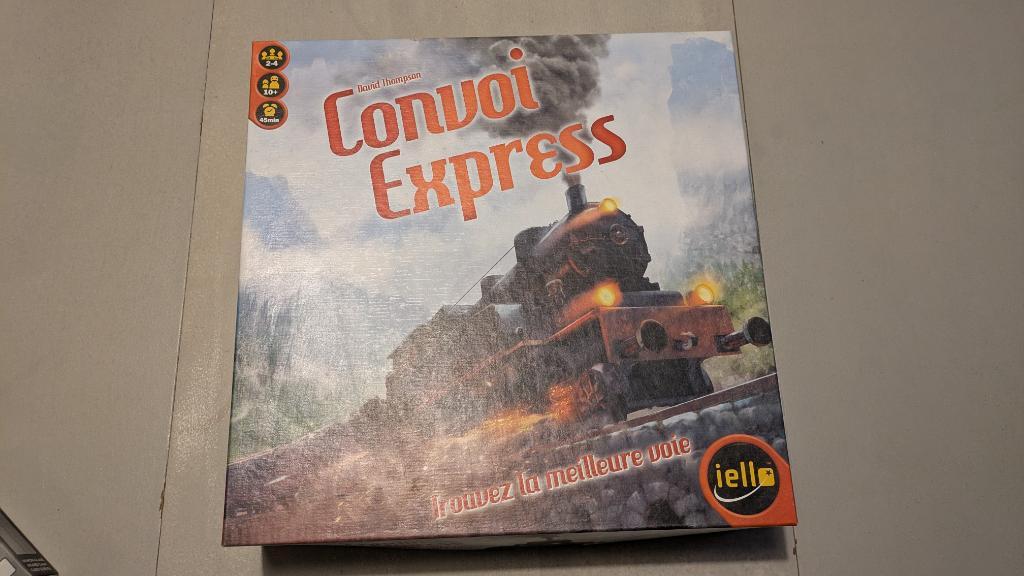 2-4
10+
45min
David Thompson
Convoi
Express
Trouvez la meilleure voie
iello